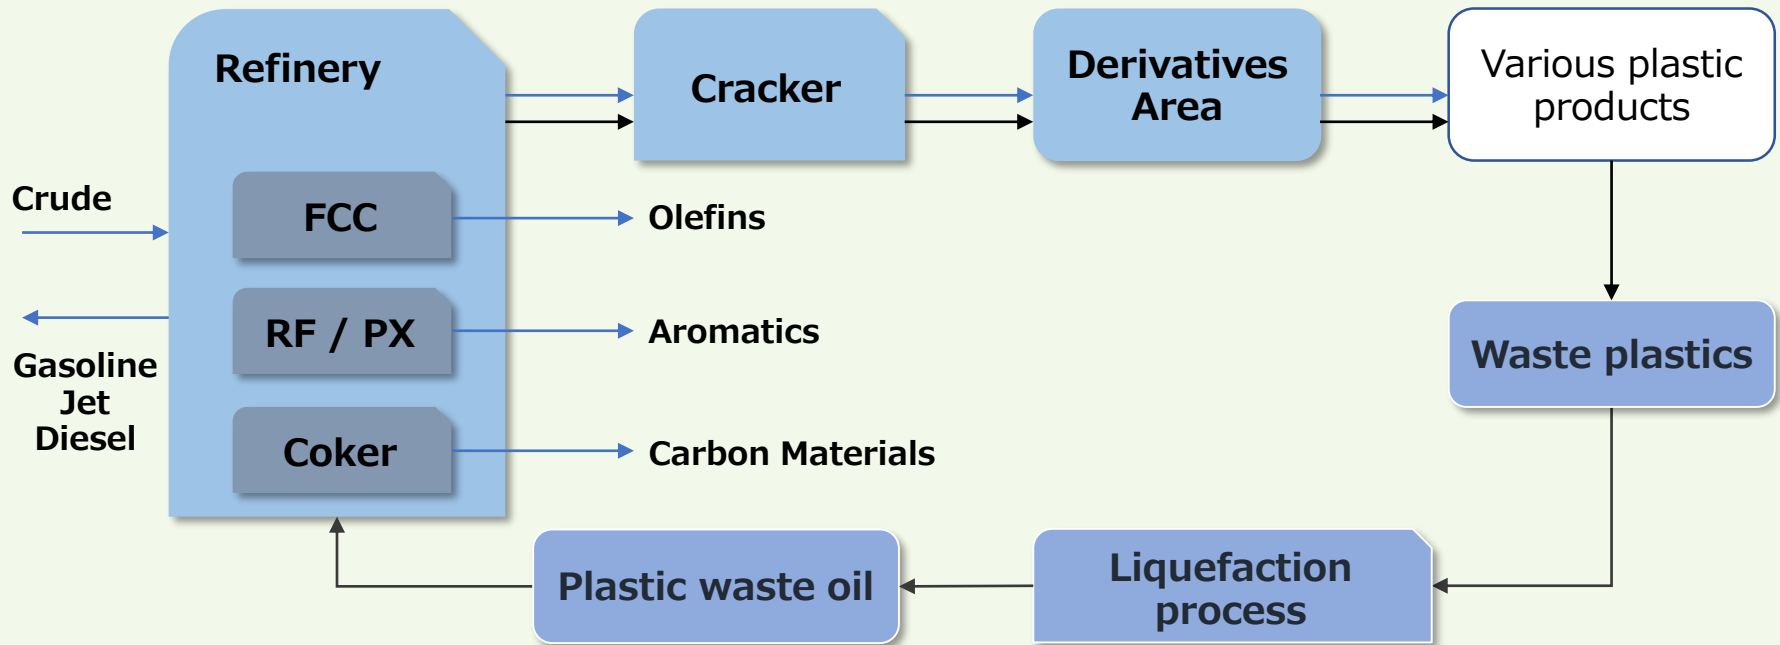 Refinery
Cracker
Derivatives
Area
Various plastic
products
Crude
FCC
Olefins
RF / PX
Aromatics
Gasoline
Jet
Diesel
Waste plastics
Coker
Carbon Materials
Plastic waste oil
Liquefaction
process